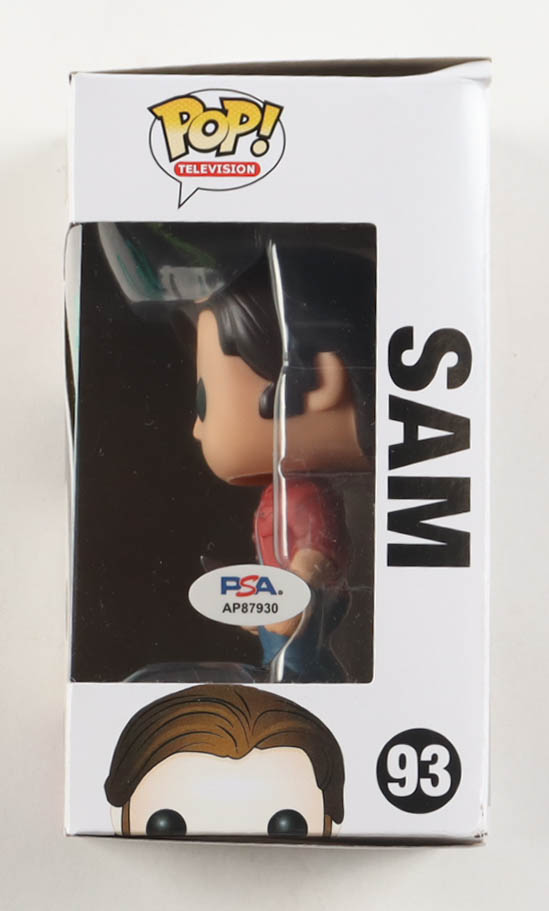 POP!
TELEVISION
SAM
PSA.
AP87930
93